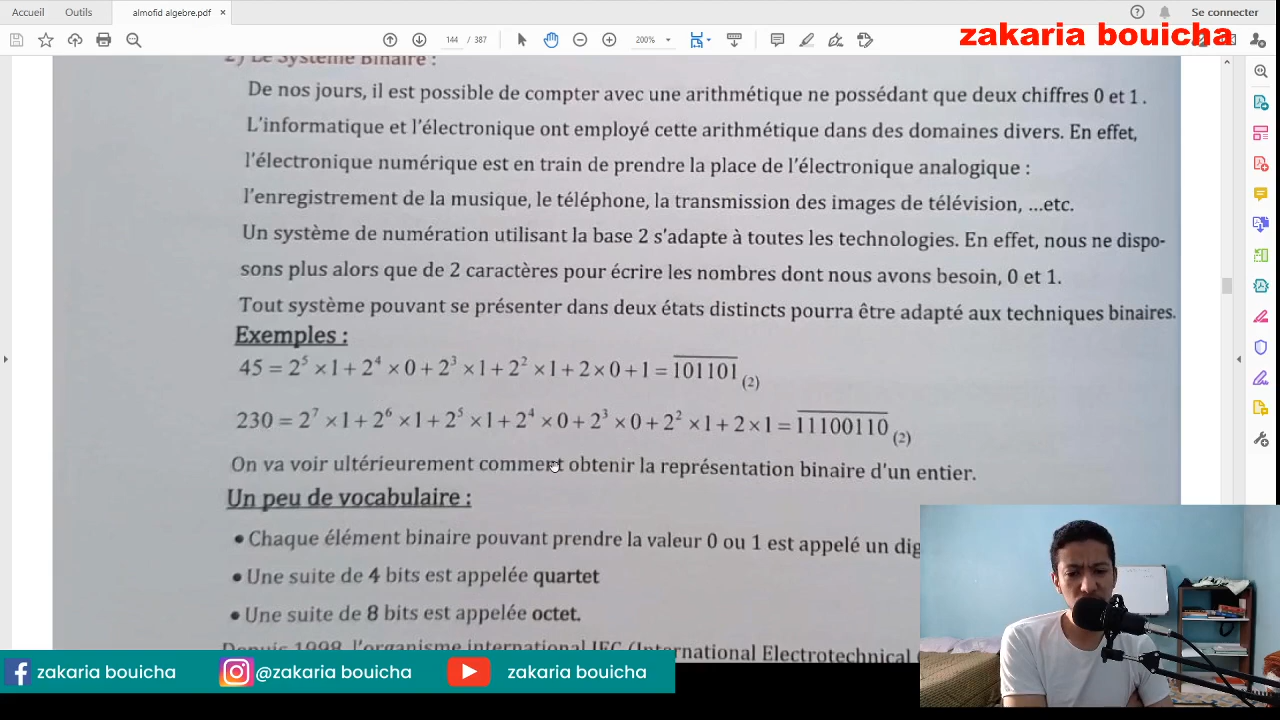 Accueil Outils almofid algebre.pdf × Se connecter
144 / 387 200% zakaria bouicha
2) Le Système Binaire :
De nos jours, il est possible de compter avec une arithmétique ne possédant que deux chiffres 0 et 1.
L'informatique et l'électronique ont employé cette arithmétique dans des domaines divers. En effet,
l'électronique numérique est en train de prendre la place de l'électronique analogique :
l'enregistrement de la musique, le téléphone, la transmission des images de télévision, ...etc.
Un système de numération utilisant la base 2 s'adapte à toutes les technologies. En effet, nous ne dispo-
sons plus alors que de 2 caractères pour écrire les nombres dont nous avons besoin, 0 et 1.
Tout système pouvant se présenter dans deux états distincts pourra être adapté aux techniques binaires.
Exemples :
45 = 2⁵ × 1 + 2⁴ × 0 + 2³ × 1 + 2² × 1 + 2 × 0 + 1 = 101101 (2)
230 = 2⁷ × 1 + 2⁶ × 1 + 2⁵ × 1 + 2⁴ × 0 + 2³ × 0 + 2² × 1 + 2 × 1 = 11100110 (2)
On va voir ultérieurement comment obtenir la représentation binaire d'un entier.
Un peu de vocabulaire :
• Chaque élément binaire pouvant prendre la valeur 0 ou 1 est appelé un dig
• Une suite de 4 bits est appelée quartet
• Une suite de 8 bits est appelée octet.
Depuis 1998, l'organisme international IEC (International Electrotechnical
zakaria bouicha @zakaria bouicha zakaria bouicha